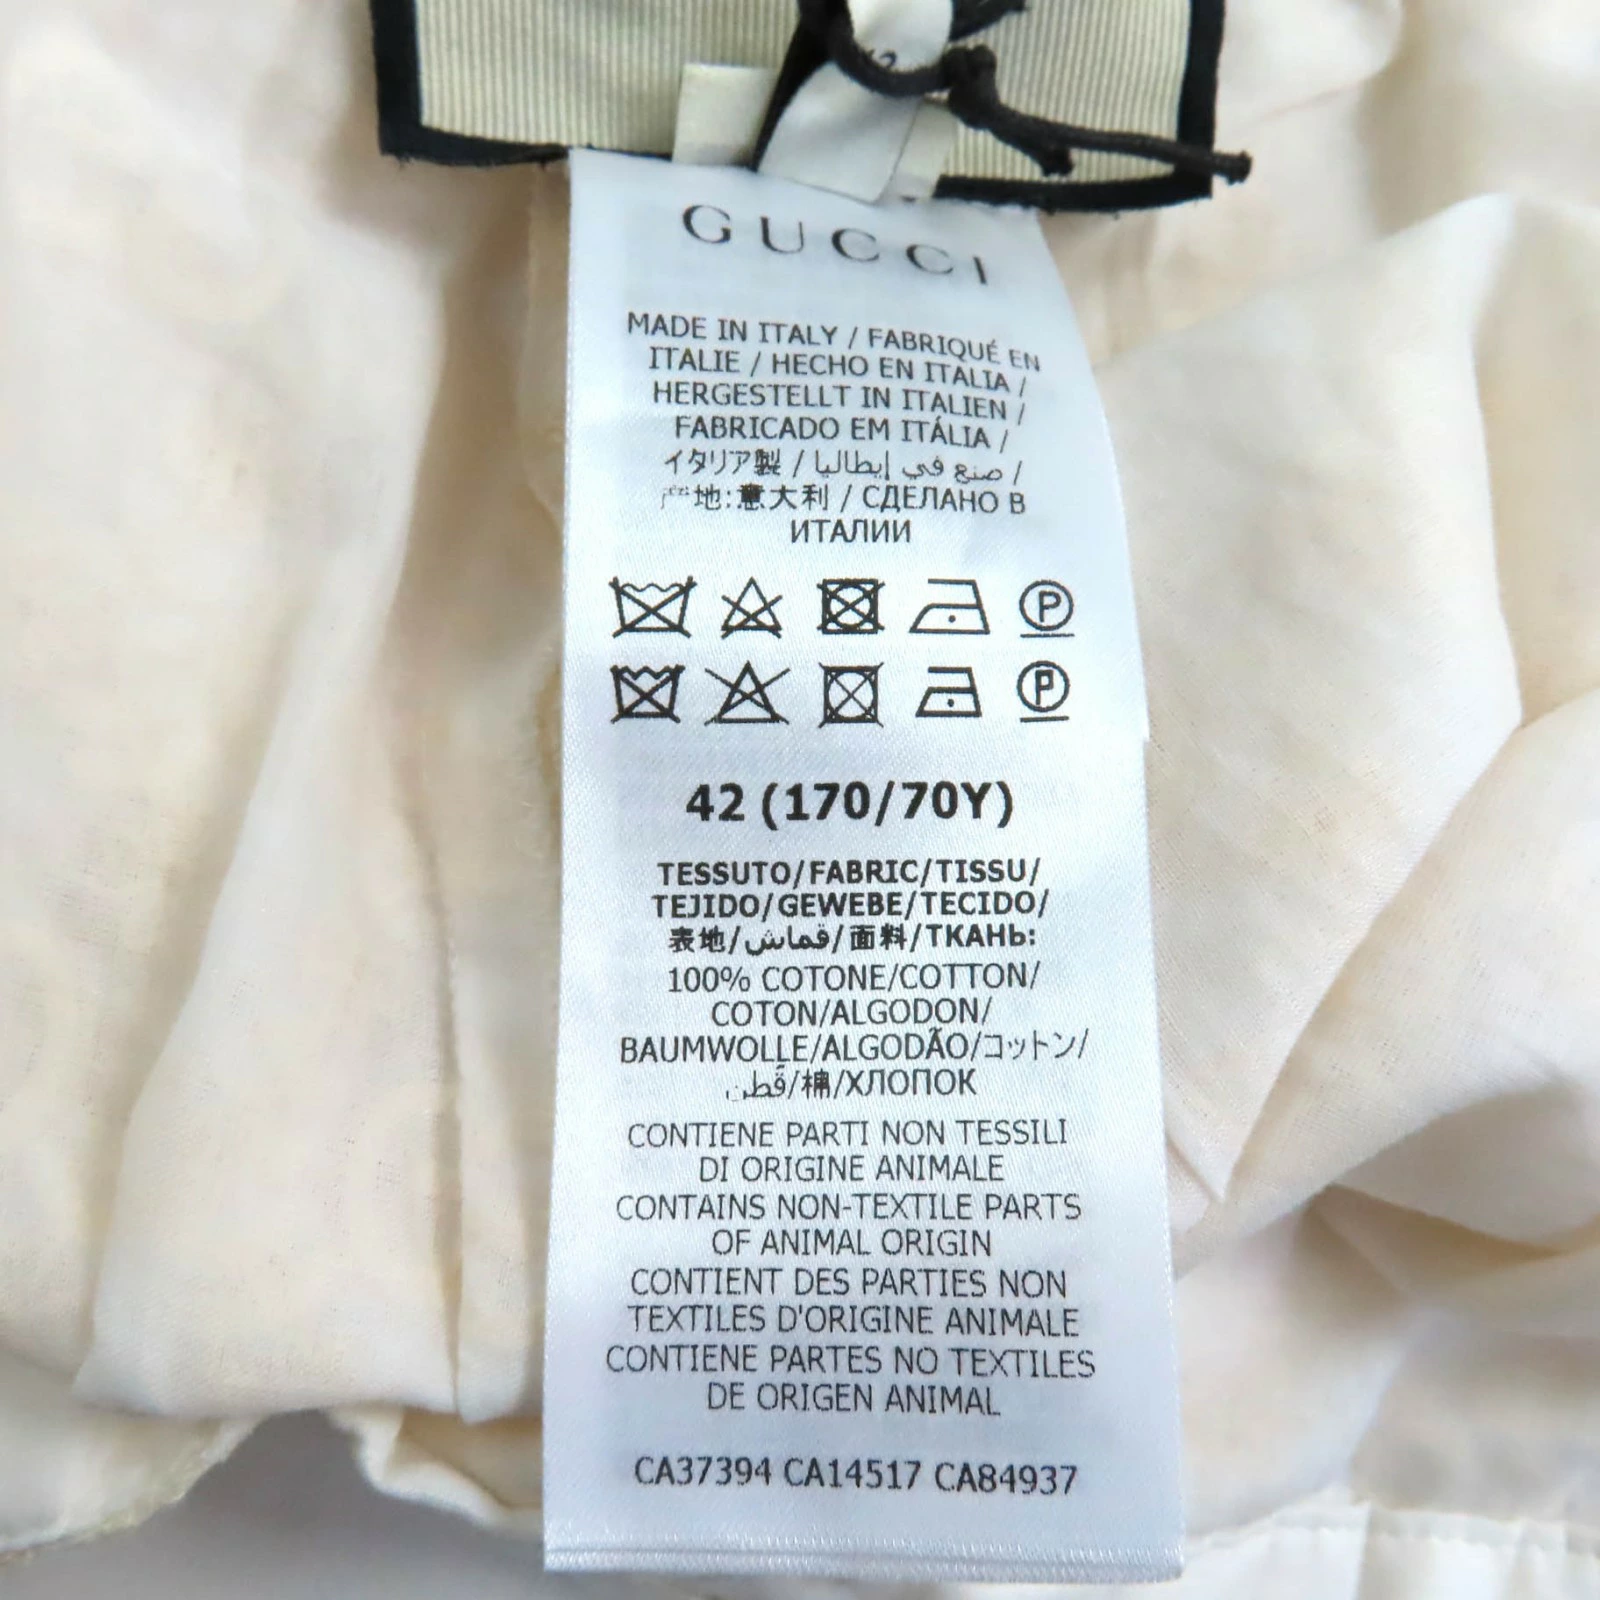 GUCCI
MADE IN ITALY / FABRIQUÉ EN
ITALIE / HECHO EN ITALIA /
HERGESTELLT IN ITALIEN /
FABRICADO EM ITÁLIA /
イタリア製 / صنع في إيطاليا /
产地:意大利 / СДЕЛАНО В
ИТАЛИИ
P
P
42 (170/70Y)
TESSUTO/FABRIC/TISSU/
TEJIDO/GEWEBE/TECIDO/
表地/قماش/面料/ТКАНЬ:
100% COTONE/COTTON/
COTON/ALGODON/
BAUMWOLLE/ALGODÃO/コットン/
قطن/棉/ХЛОПОК
CONTIENE PARTI NON TESSILI
DI ORIGINE ANIMALE
CONTAINS NON-TEXTILE PARTS
OF ANIMAL ORIGIN
CONTIENT DES PARTIES NON
TEXTILES D'ORIGINE ANIMALE
CONTIENE PARTES NO TEXTILES
DE ORIGEN ANIMAL
CA37394 CA14517 CA84937